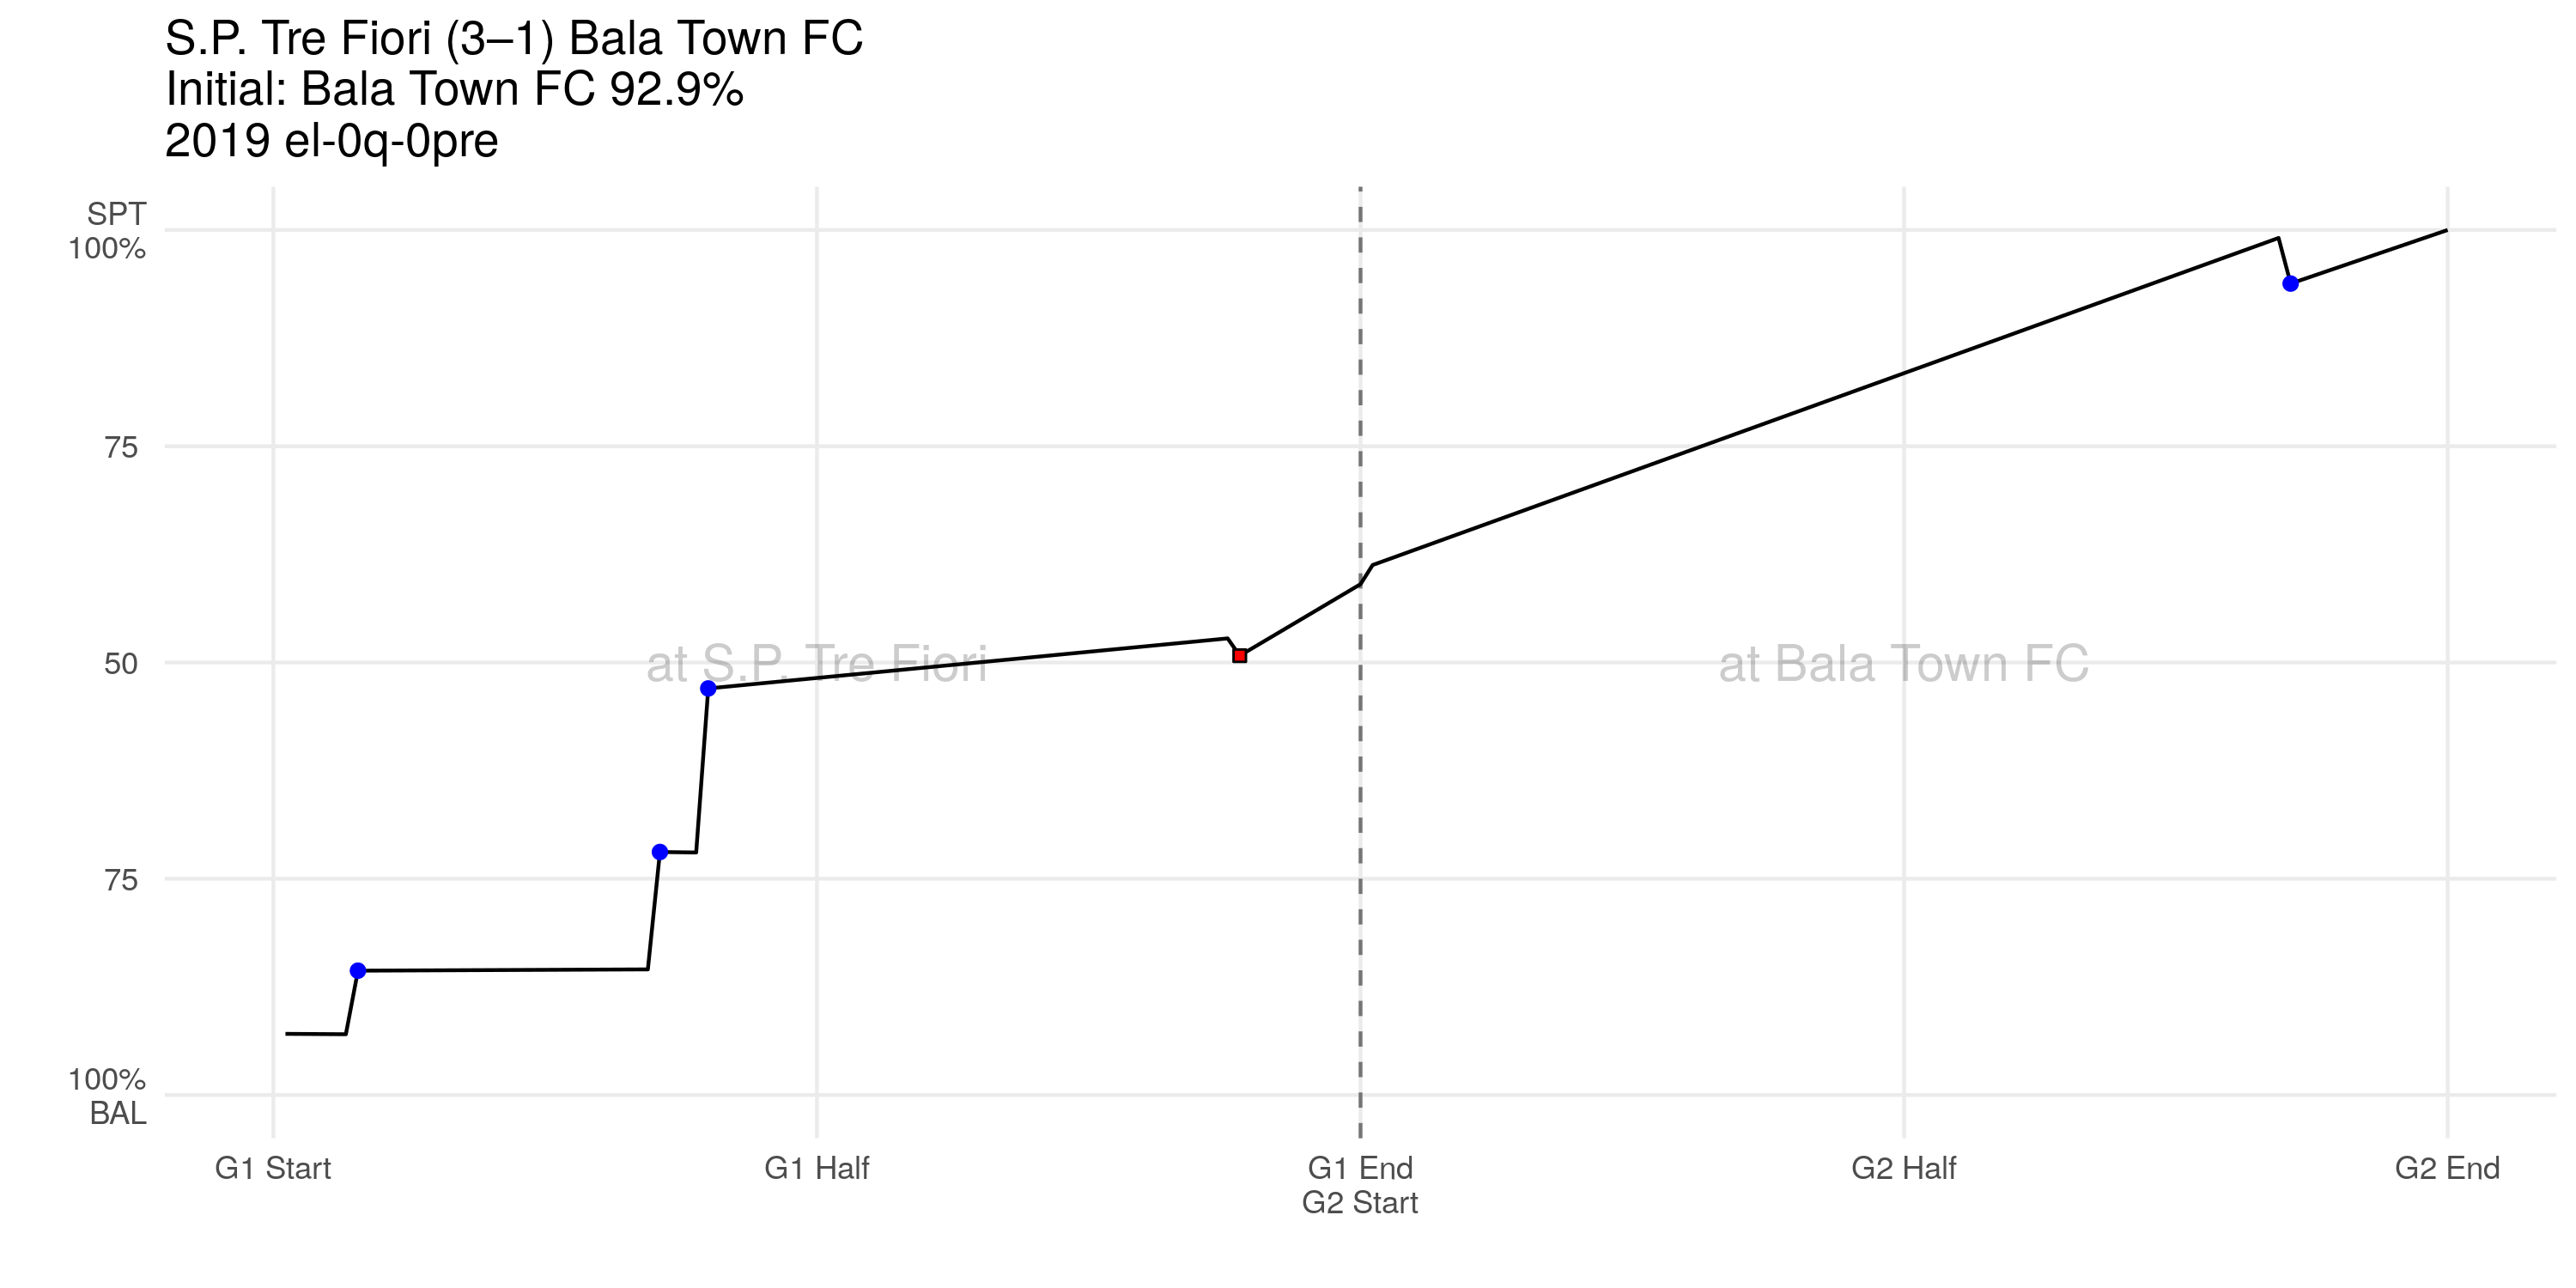 S.P. Tre Fiori (3–1) Bala Town FC
Initial: Bala Town FC 92.9%
2019 el-0q-0pre
SPT
100%
75
50
75
100%
BAL
at S.P. Tre Fiori
at Bala Town FC
G1 Start
G1 Half
G1 End
G2 Start
G2 Half
G2 End